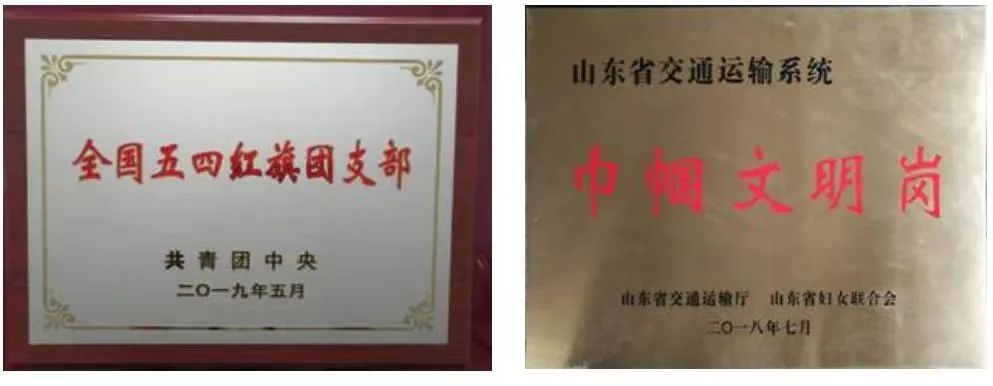 全国五四红旗团支部
共青团中央
二〇一九年五月
山东省交通运输系统
巾帼文明岗
山东省交通运输厅 山东省妇女联合会
二〇一八年七月